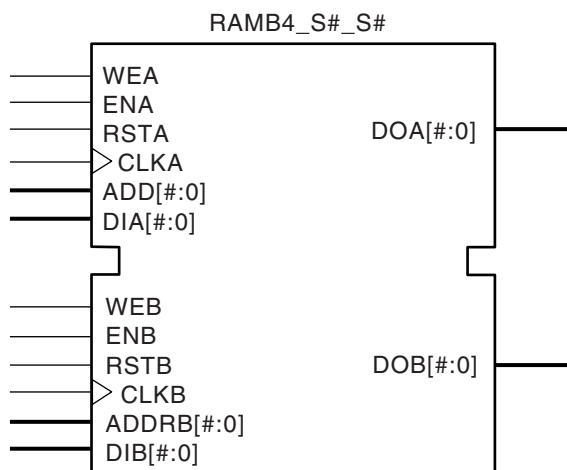 RAMB4_S#_S#
WEA
ENA
RSTA
CLKA
ADD[#:0]
DIA[#:0]
DOA[#:0]
WEB
ENB
RSTB
CLKB
ADDRB[#:0]
DIB[#:0]
DOB[#:0]